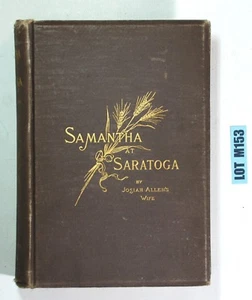 SAMANTHA
AT
SARATOGA
BY
JOSIAH ALLEN'S
WIFE
LOT M153